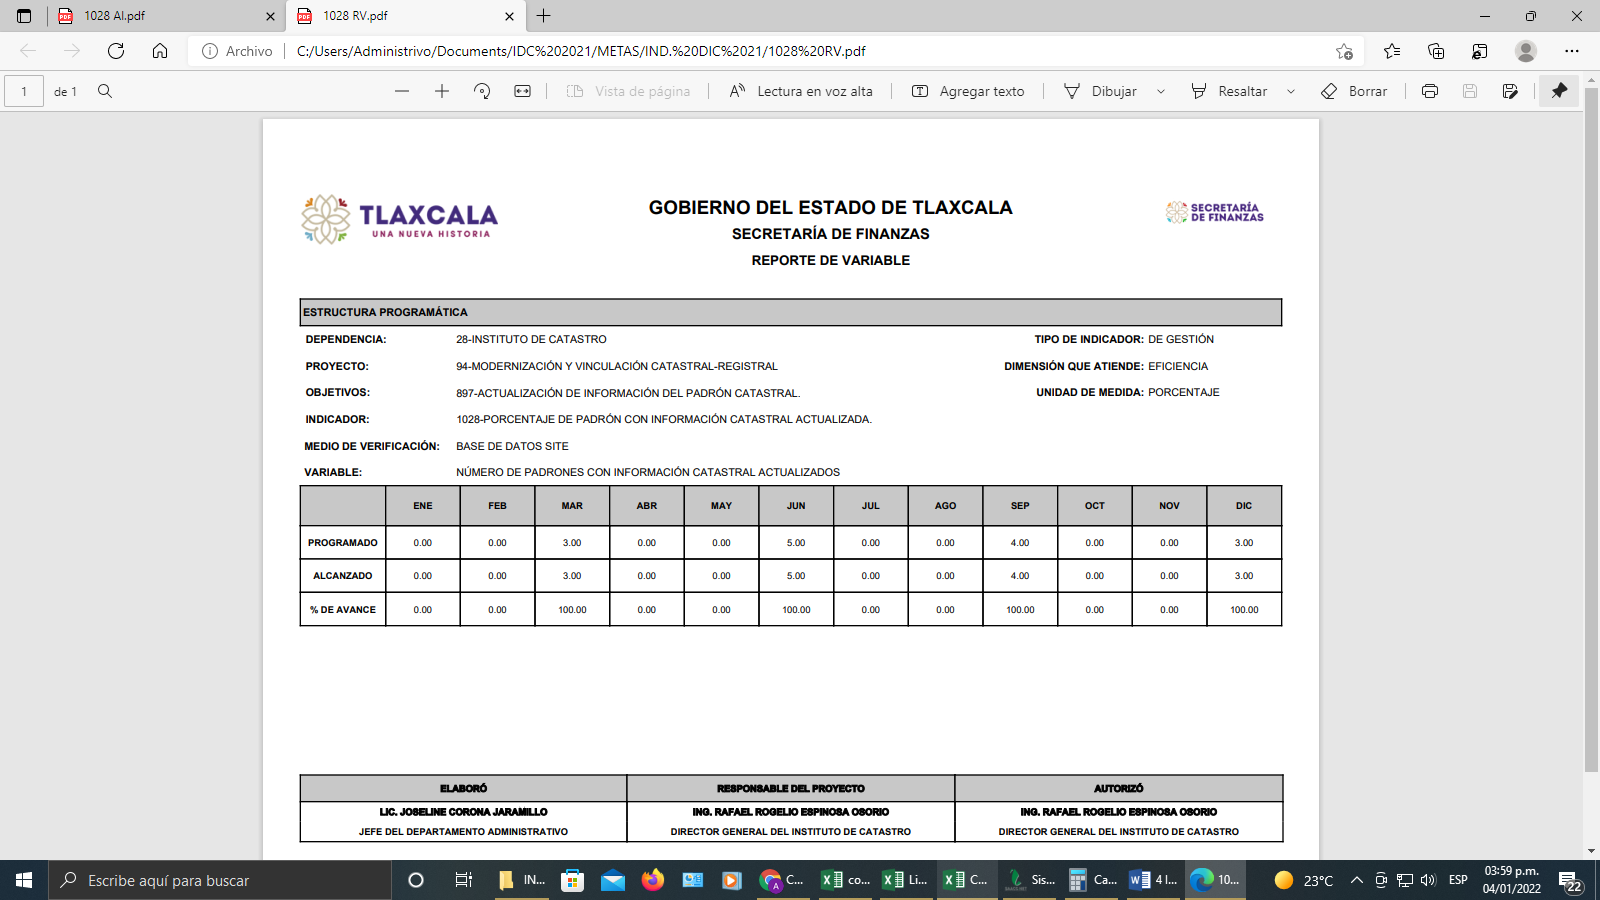 1028 AI.pdf
1028 RV.pdf
Archivo
C:/Users/Administrivo/Documents/IDC%202021/METAS/IND.%20DIC%2021/1028%20RV.pdf
1 de 1
Vista de página
Lectura en voz alta
Agregar texto
Dibujar
Resaltar
Borrar
TLAXCALA
UNA NUEVA HISTORIA
GOBIERNO DEL ESTADO DE TLAXCALA
SECRETARÍA DE FINANZAS
REPORTE DE VARIABLE
SECRETARÍA
DE FINANZAS
ESTRUCTURA PROGRAMÁTICA
DEPENDENCIA: 28-INSTITUTO DE CATASTRO TIPO DE INDICADOR: DE GESTIÓN
PROYECTO: 94-MODERNIZACIÓN Y VINCULACIÓN CATASTRAL-REGISTRAL DIMENSIÓN QUE ATIENDE: EFICIENCIA
OBJETIVOS: 897-ACTUALIZACIÓN DE INFORMACIÓN DEL PADRÓN CATASTRAL. UNIDAD DE MEDIDA: PORCENTAJE
INDICADOR: 1028-PORCENTAJE DE PADRÓN CON INFORMACIÓN CATASTRAL ACTUALIZADA.
MEDIO DE VERIFICACIÓN: BASE DE DATOS SITE
VARIABLE: NÚMERO DE PADRONES CON INFORMACIÓN CATASTRAL ACTUALIZADOS
ENE FEB MAR ABR MAY JUN JUL AGO SEP OCT NOV DIC
PROGRAMADO 0.00 0.00 3.00 0.00 0.00 5.00 0.00 0.00 4.00 0.00 0.00 3.00
ALCANZADO 0.00 0.00 3.00 0.00 0.00 5.00 0.00 0.00 4.00 0.00 0.00 3.00
% DE AVANCE 0.00 0.00 100.00 0.00 0.00 100.00 0.00 0.00 100.00 0.00 0.00 100.00
ELABORÓ RESPONSABLE DEL PROYECTO AUTORIZÓ
LIC. JOSELINE CORONA JARAMILLO ING. RAFAEL ROGELIO ESPINOSA OSORIO ING. RAFAEL ROGELIO ESPINOSA OSORIO
JEFE DEL DEPARTAMENTO ADMINISTRATIVO DIRECTOR GENERAL DEL INSTITUTO DE CATASTRO DIRECTOR GENERAL DEL INSTITUTO DE CATASTRO
Escribe aquí para buscar
IN... C... co... Li... C... Sis... Ca... 4 I... 10...
23°C
ESP
03:59 p.m.
04/01/2022
22